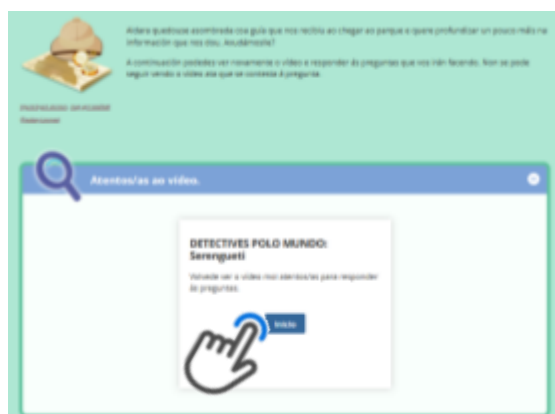 Aldara quedouse asombrada coa guía que nos recibiu ao chegar ao parque e quere profundizar un pouco máis na
información que nos dou. Axudámoslle?
A continuación podedes ver novamente o vídeo e responder ás preguntas que vos irán facendo. Non se pode
seguir vendo o vídeo ata que se contesta á pregunta.
Atentos/as ao vídeo.
DETECTIVES POLO MUNDO:
Serengueti
Volvede ver o vídeo moi atentos/as para responder
ás preguntas.
Inicio